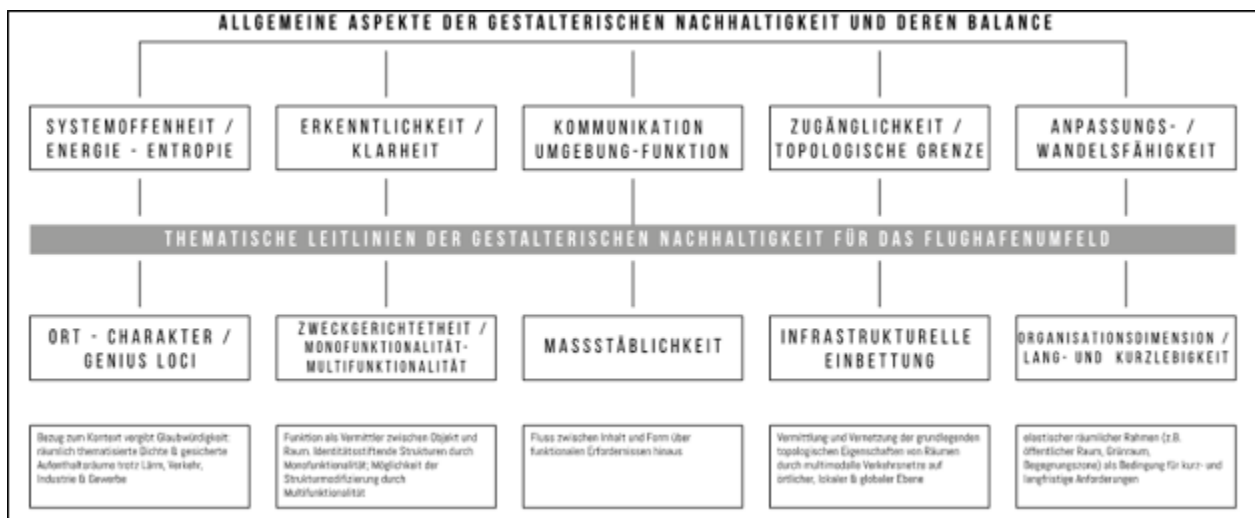 ALLGEMEINE ASPEKTE DER GESTALTERISCHEN NACHHALTIGKEIT UND DEREN BALANCE
SYSTEMOFFENHEIT /
ENERGIE - ENTROPIE
ERKENNTLICHKEIT /
KLARHEIT
KOMMUNIKATION
UMGEBUNG-FUNKTION
ZUGÄNGLICHKEIT /
TOPOLOGISCHE GRENZE
ANPASSUNGS- /
WANDELSFÄHIGKEIT
THEMATISCHE LEITLINIEN DER GESTALTERISCHEN NACHHALTIGKEIT FÜR DAS FLUGHAFENUMFELD
ORT - CHARAKTER /
GENIUS LOCI
ZWECKGERICHTETHEIT /
MONOFUNKTIONALITÄT-
MULTIFUNKTIONALITÄT
MASSSTÄBLICHKEIT
INFRASTRUKTURELLE
EINBETTUNG
ORGANISATIONSDIMENSION /
LANG- UND KURZLEBIGKEIT
Bezug zum Kontext vergibt Glaubwürdigkeit:
räumlich thematisierte Dichte & gesicherte
Aufenthaltsräume trotz Lärm, Verkehr,
Industrie & Gewerbe
Funktion als Vermittler zwischen Objekt und
Raum. Identitätsstiftende Strukturen durch
Monofunktionalität; Möglichkeit der
Strukturmodifizierung durch
Multifunktionalität
Fluss zwischen Inhalt und Form über
funktionalen Erfordernissen hinaus
Vermittlung und Vernetzung der grundlegenden
topologischen Eigenschaften von Räumen
durch multimodale Verkehrsnetze auf
örtlicher, lokaler & globaler Ebene
elastischer räumlicher Rahmen (z.B.
öffentlicher Raum, Grünraum,
Begegnungszone) als Bedingung für kurz- und
langfristige Anforderungen